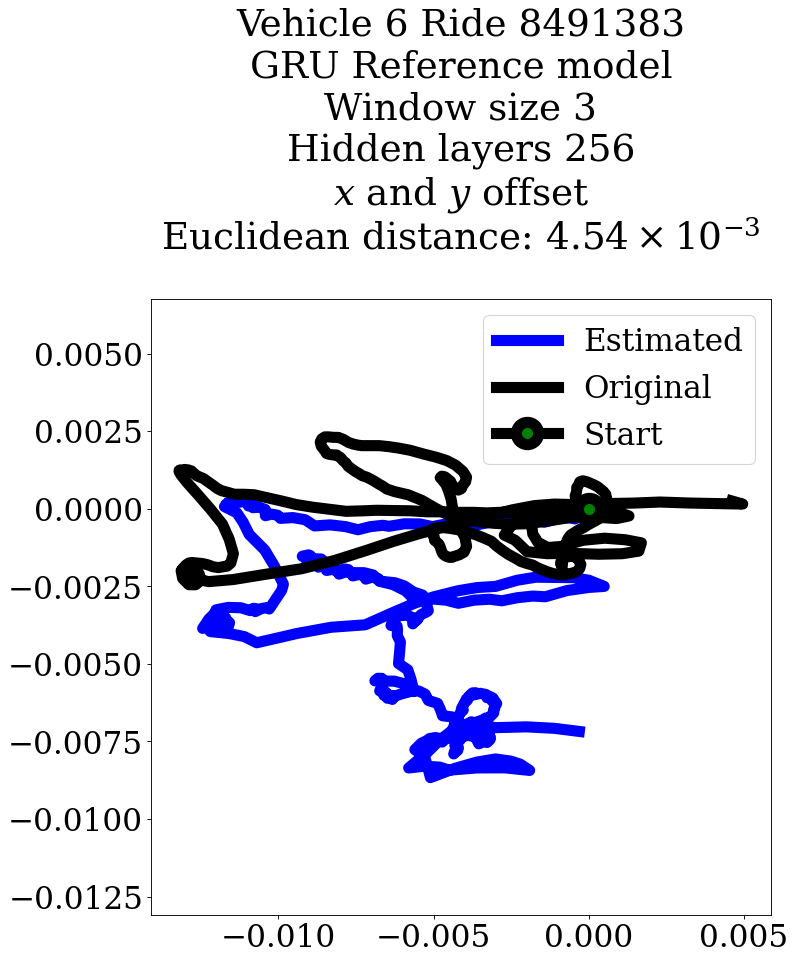 Vehicle 6 Ride 8491383
GRU Reference model
Window size 3
Hidden layers 256
x and y offset
Euclidean distance: 4.54 × 10⁻³
Estimated
Original
Start
0.0050
0.0025
0.0000
−0.0025
−0.0050
−0.0075
−0.0100
−0.0125
−0.010 −0.005 0.000 0.005